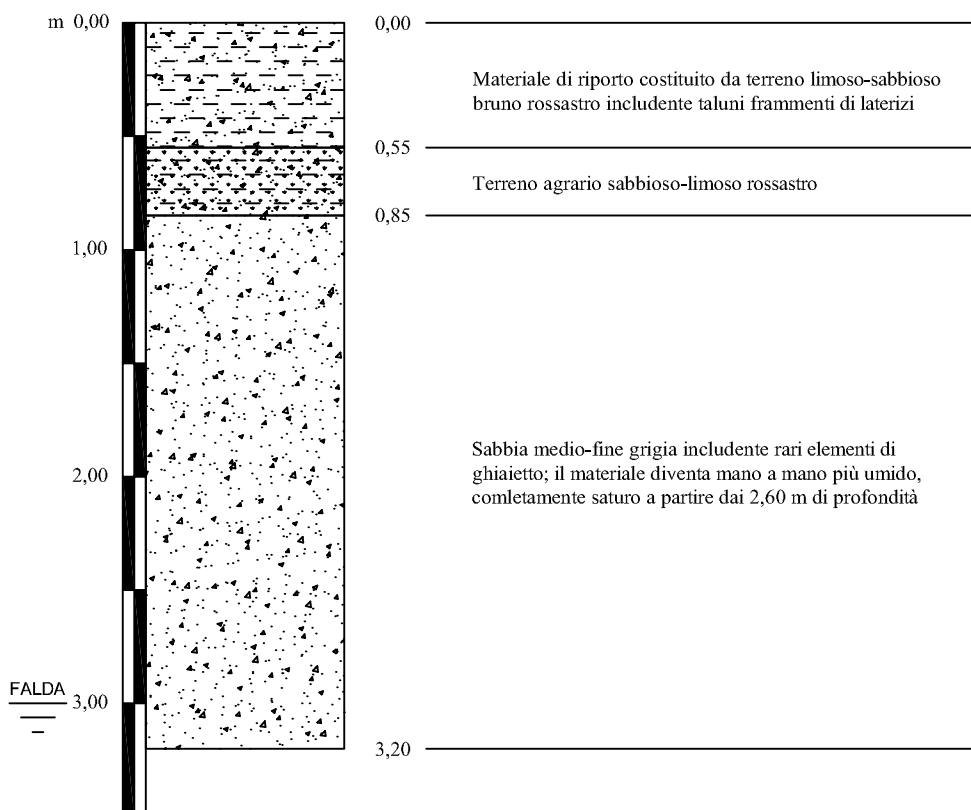 m 0,00
0,00
Materiale di riporto costituito da terreno limoso-sabbioso
bruno rossastro includente taluni frammenti di laterizi
0,55
Terreno agrario sabbioso-limoso rossastro
0,85
1,00
Sabbia medio-fine grigia includente rari elementi di
ghiaietto; il materiale diventa mano a mano più umido,
comletamente saturo a partire dai 2,60 m di profondità
2,00
FALDA
3,00
3,20